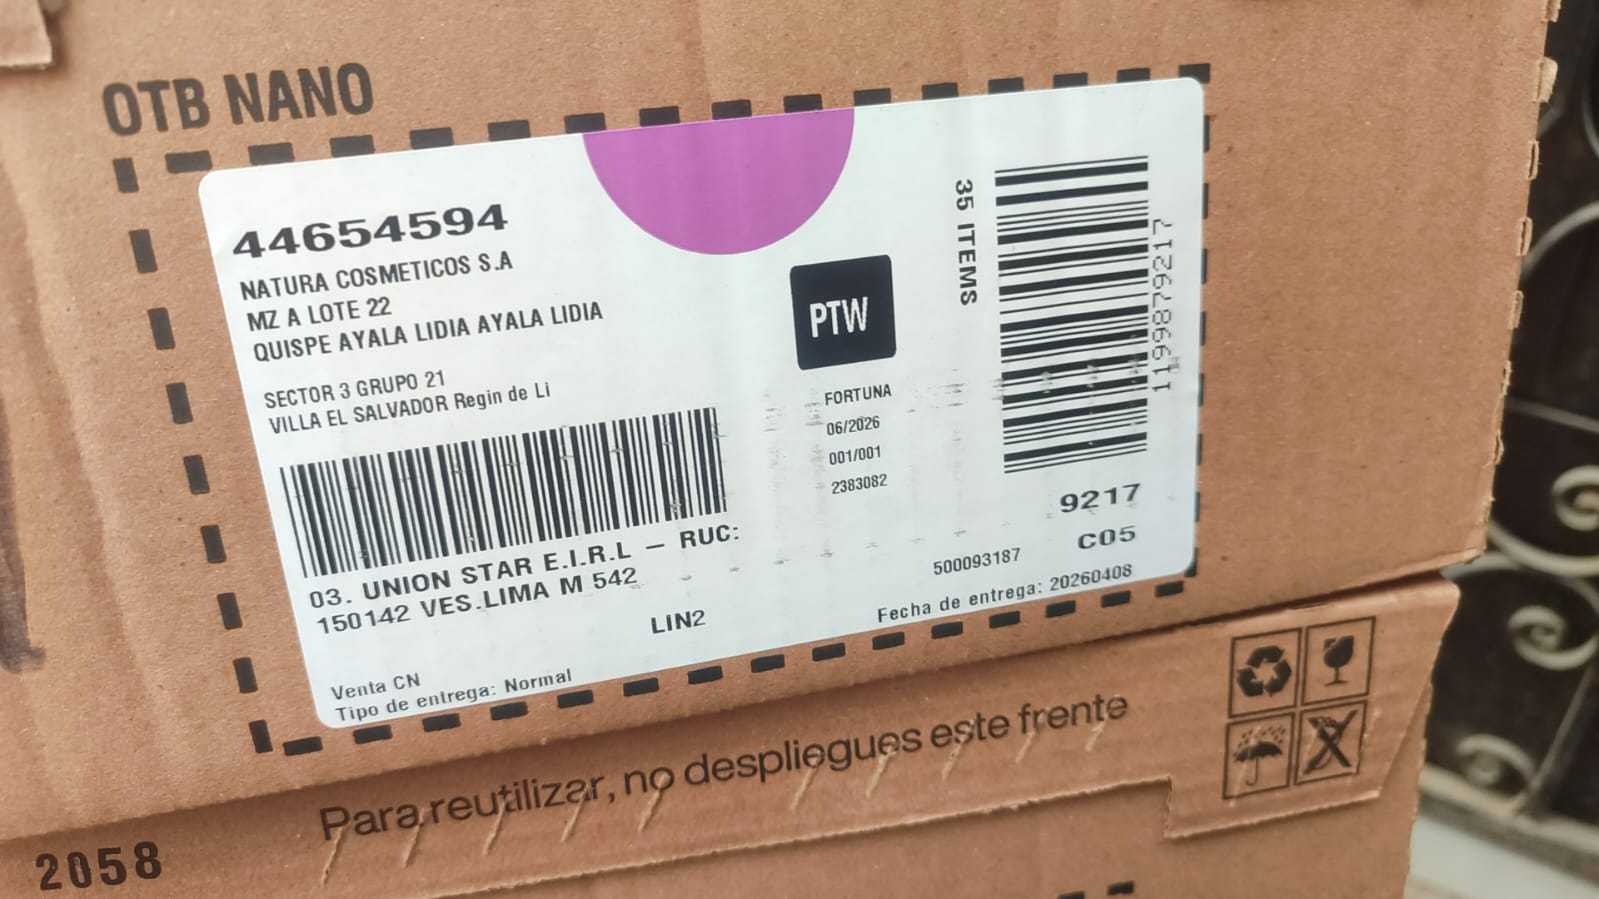 OTB NANO
44654594
NATURA COSMETICOS S.A
MZ A LOTE 22
QUISPE AYALA LIDIA AYALA LIDIA
SECTOR 3 GRUPO 21
VILLA EL SALVADOR Regin de Li
03. UNION STAR E.I.R.L – RUC:
150142 VES.LIMA M 542
LIN2
Venta CN
Tipo de entrega: Normal
PTW
FORTUNA
06/2026
001/001
2383082
35 ITEMS
1199879217
9217
C05
500093187
Fecha de entrega: 20260408
Para reutilizar, no despliegues este frente
2058